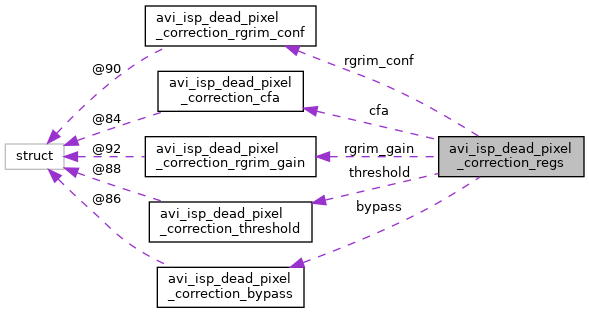 avi_isp_dead_pixel
_correction_rgrim_conf
rgrim_conf
@90
avi_isp_dead_pixel
_correction_cfa
cfa
@84
struct
@92
avi_isp_dead_pixel
_correction_rgrim_gain
rgrim_gain
avi_isp_dead_pixel
_correction_regs
@88
threshold
avi_isp_dead_pixel
_correction_threshold
@86
bypass
avi_isp_dead_pixel
_correction_bypass